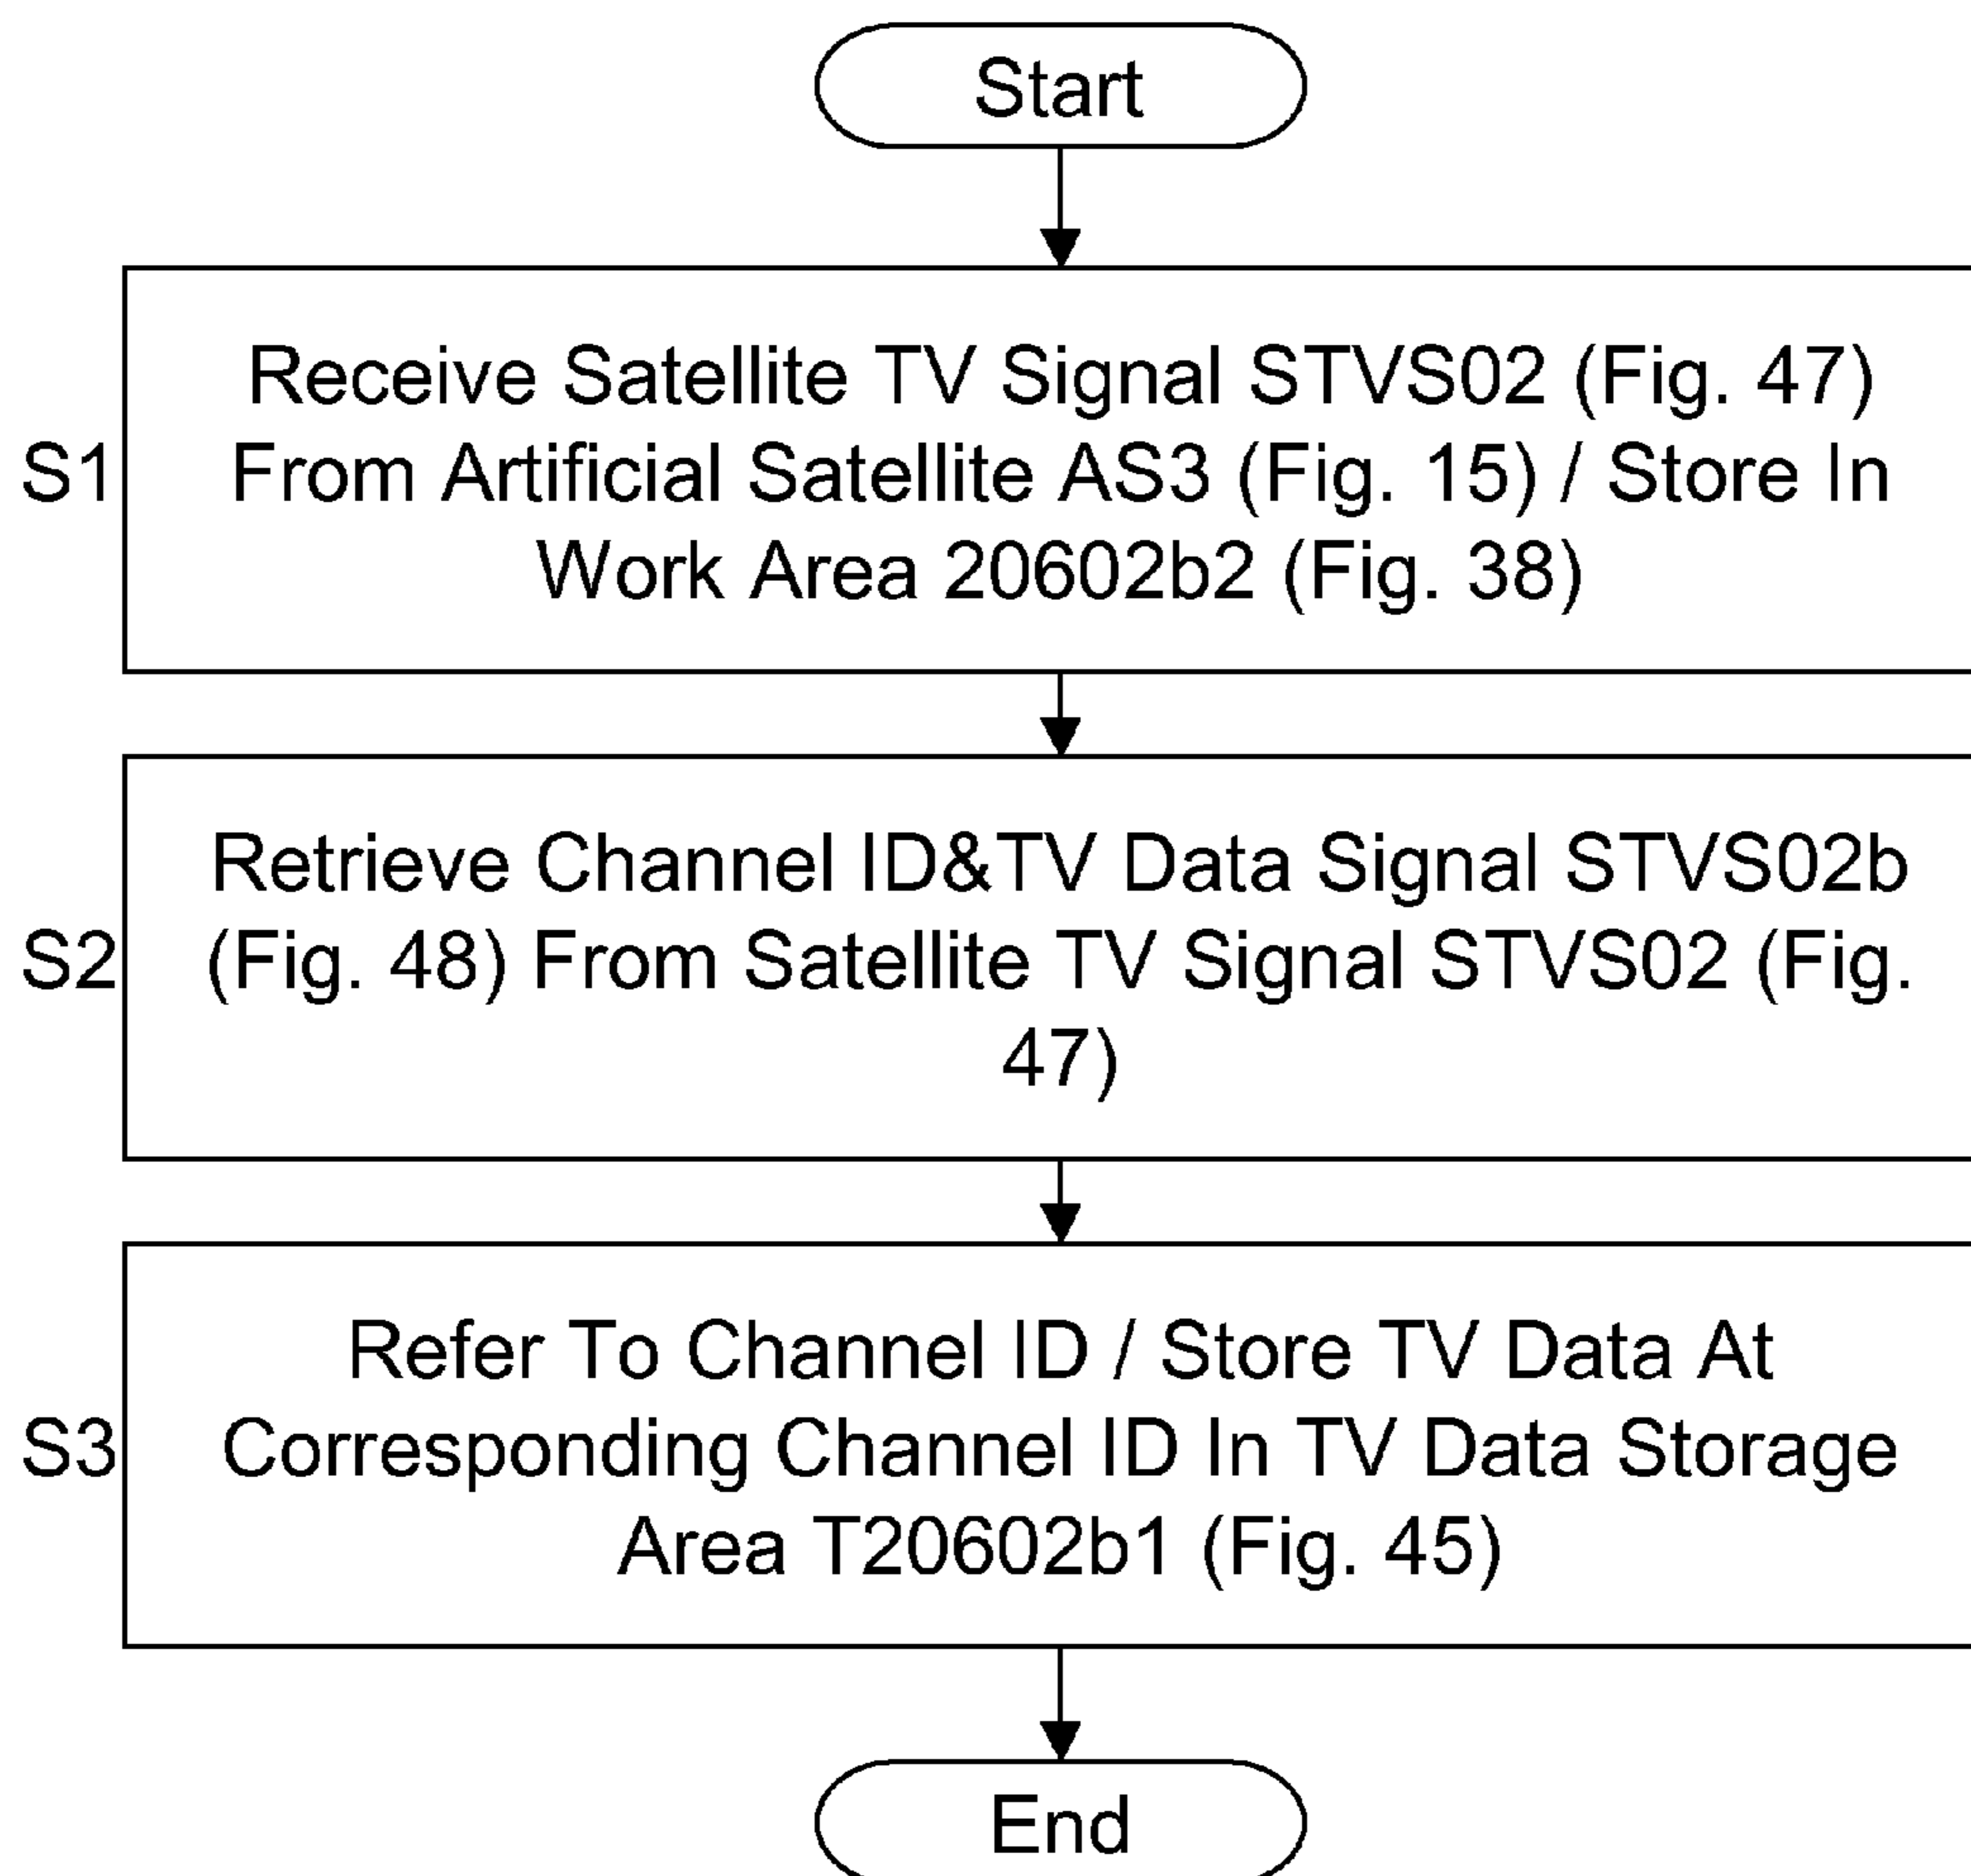 Start
S1
Receive Satellite TV Signal STVS02 (Fig. 47)
From Artificial Satellite AS3 (Fig. 15) / Store In
Work Area 20602b2 (Fig. 38)
S2
Retrieve Channel ID&TV Data Signal STVS02b
(Fig. 48) From Satellite TV Signal STVS02 (Fig.
47)
S3
Refer To Channel ID / Store TV Data At
Corresponding Channel ID In TV Data Storage
Area T20602b1 (Fig. 45)
End